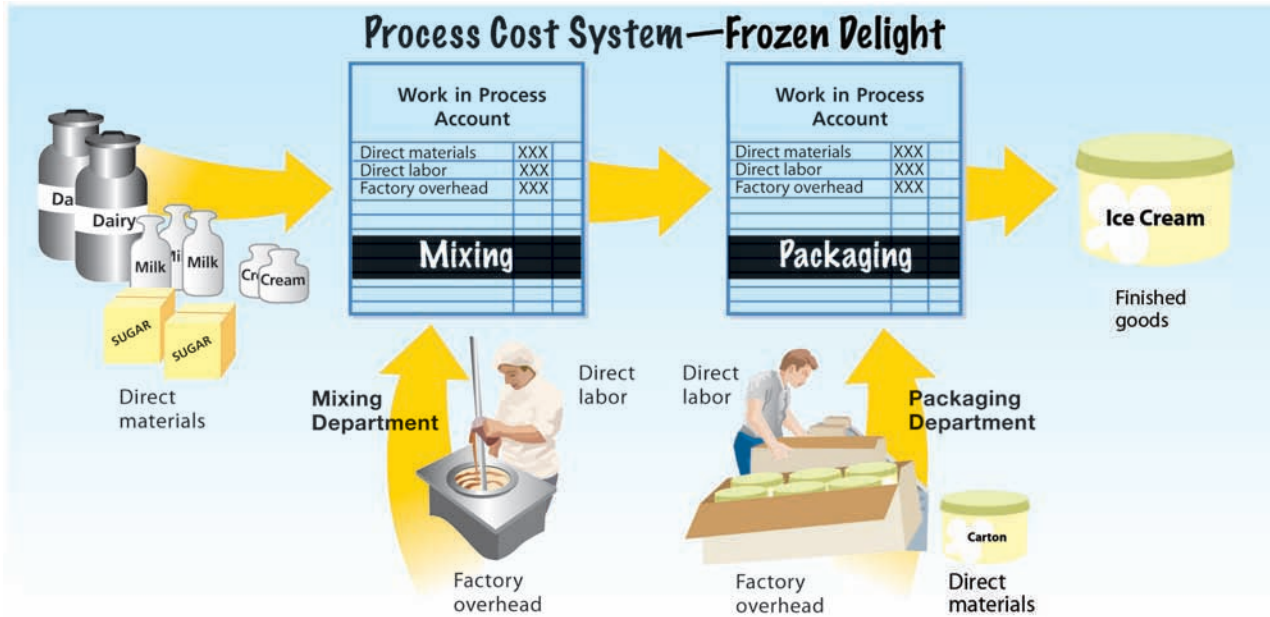 Process Cost System—Frozen Delight
Work in Process
Account
Direct materials XXX
Direct labor XXX
Factory overhead XXX
Mixing
Work in Process
Account
Direct materials XXX
Direct labor XXX
Factory overhead XXX
Packaging
Dairy
Milk
Milk
Cream
SUGAR
SUGAR
Direct
materials
Ice Cream
Finished
goods
Mixing
Department
Direct
labor
Factory
overhead
Direct
labor
Packaging
Department
Factory
overhead
Carton
Direct
materials